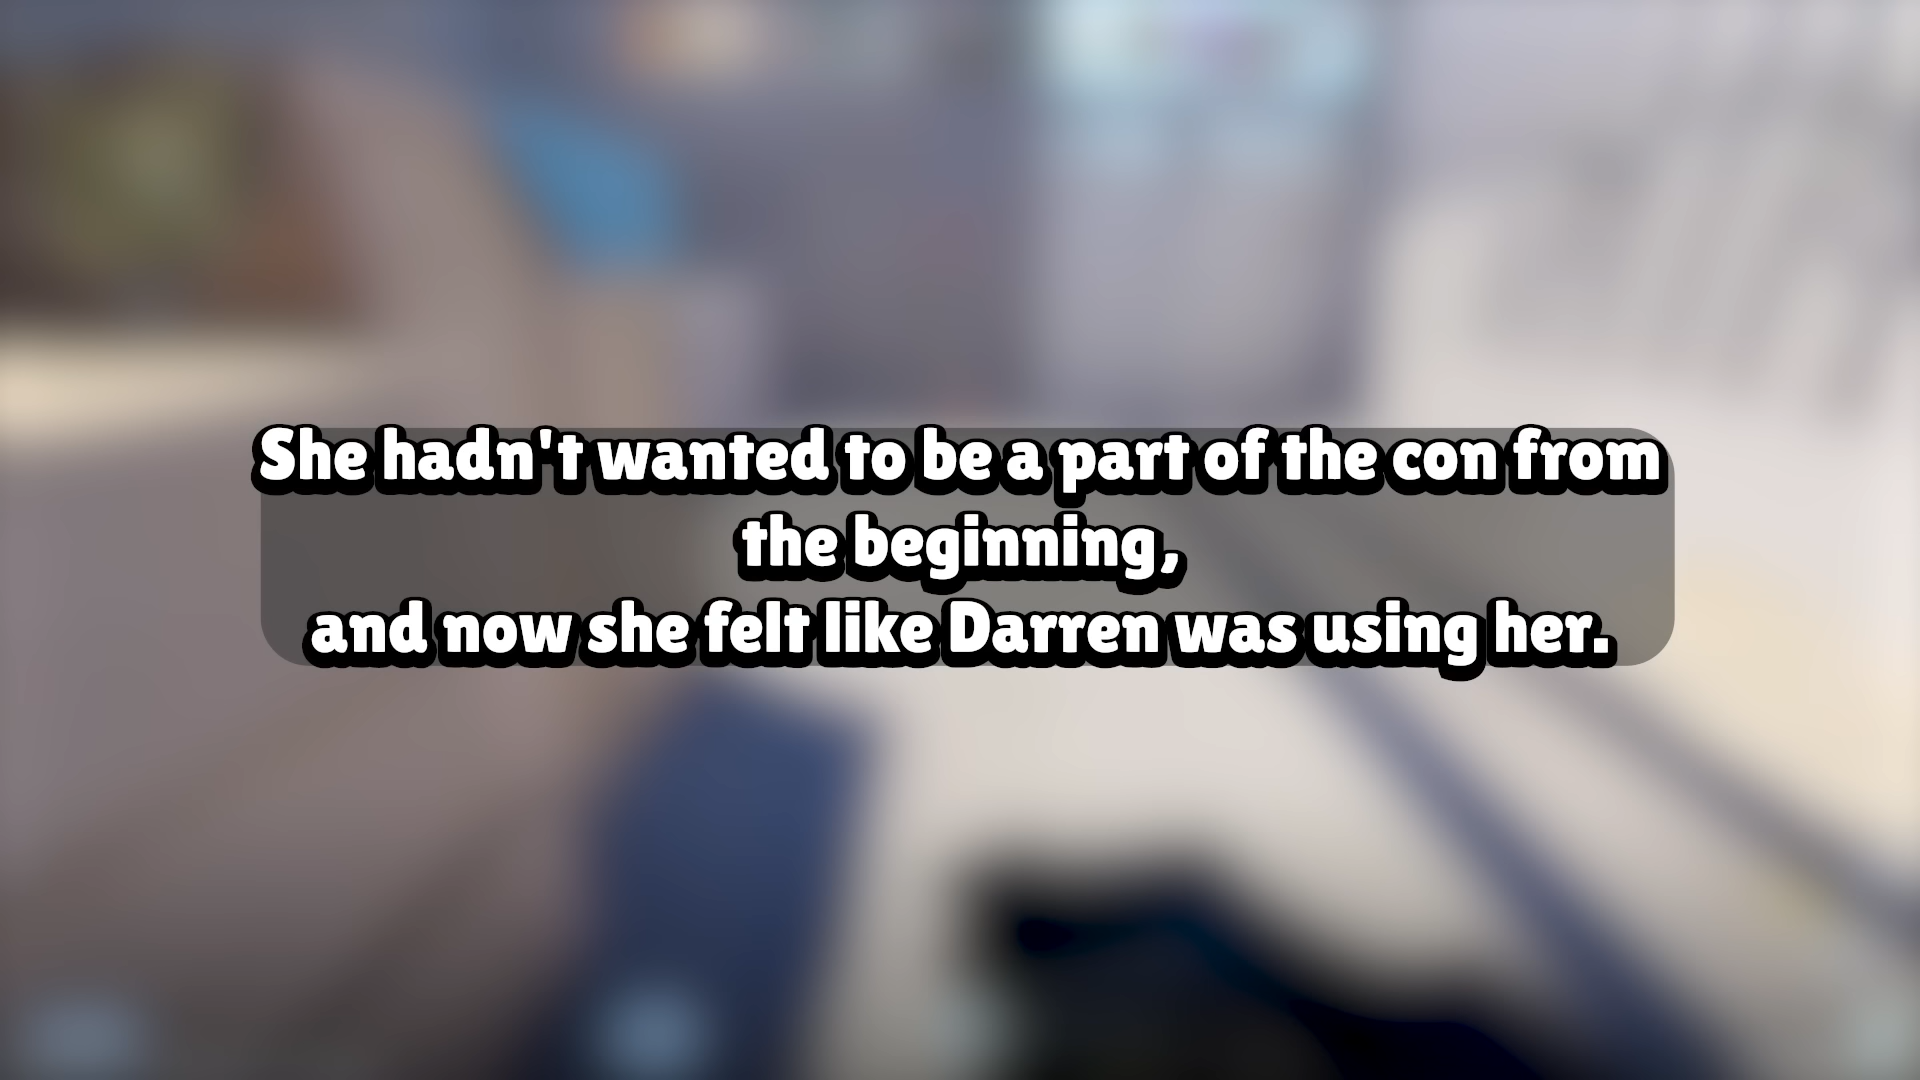 She hadn't wanted to be a part of the con from
the beginning,
and now she felt like Darren was using her.